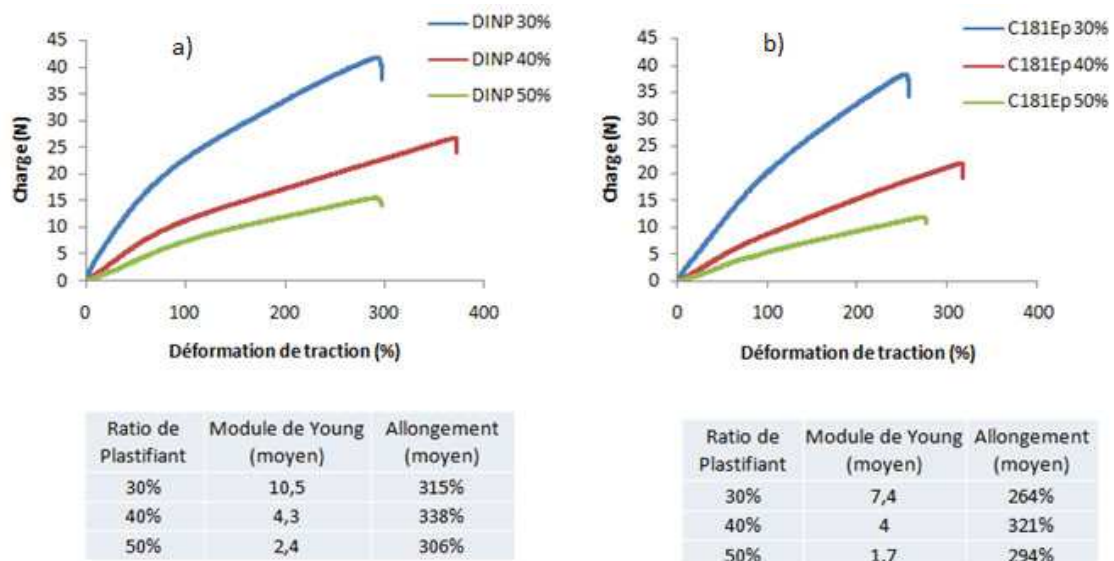 a)
DINP 30%
DINP 40%
DINP 50%
45
40
35
30
25
20
15
10
5
0
Charge (N)
0 100 200 300 400
Déformation de traction (%)
b)
C181Ep 30%
C181Ep 40%
C181Ep 50%
45
40
35
30
25
20
15
10
5
0
Charge (N)
0 100 200 300 400
Déformation de traction (%)
Ratio de Plastifiant Module de Young (moyen) Allongement (moyen)
30% 10,5 315%
40% 4,3 338%
50% 2,4 306%
Ratio de Plastifiant Module de Young (moyen) Allongement (moyen)
30% 7,4 264%
40% 4 321%
50% 1,7 294%